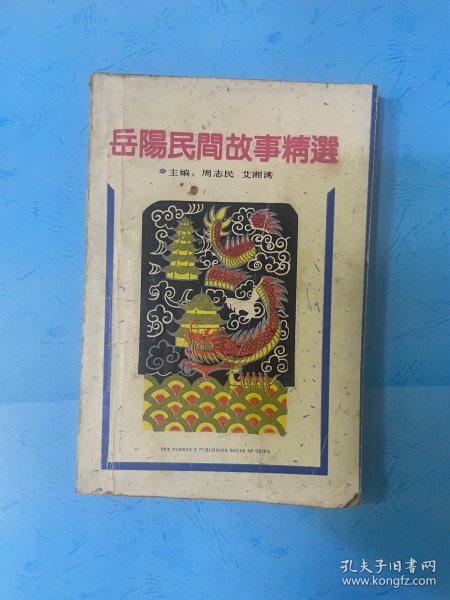 岳陽民間故事精選
主编：周志民 艾湘涛
THE WORKER'S PUBLISHING HOUSE OF CHINA
孔夫子旧书网
www.kongfz.com